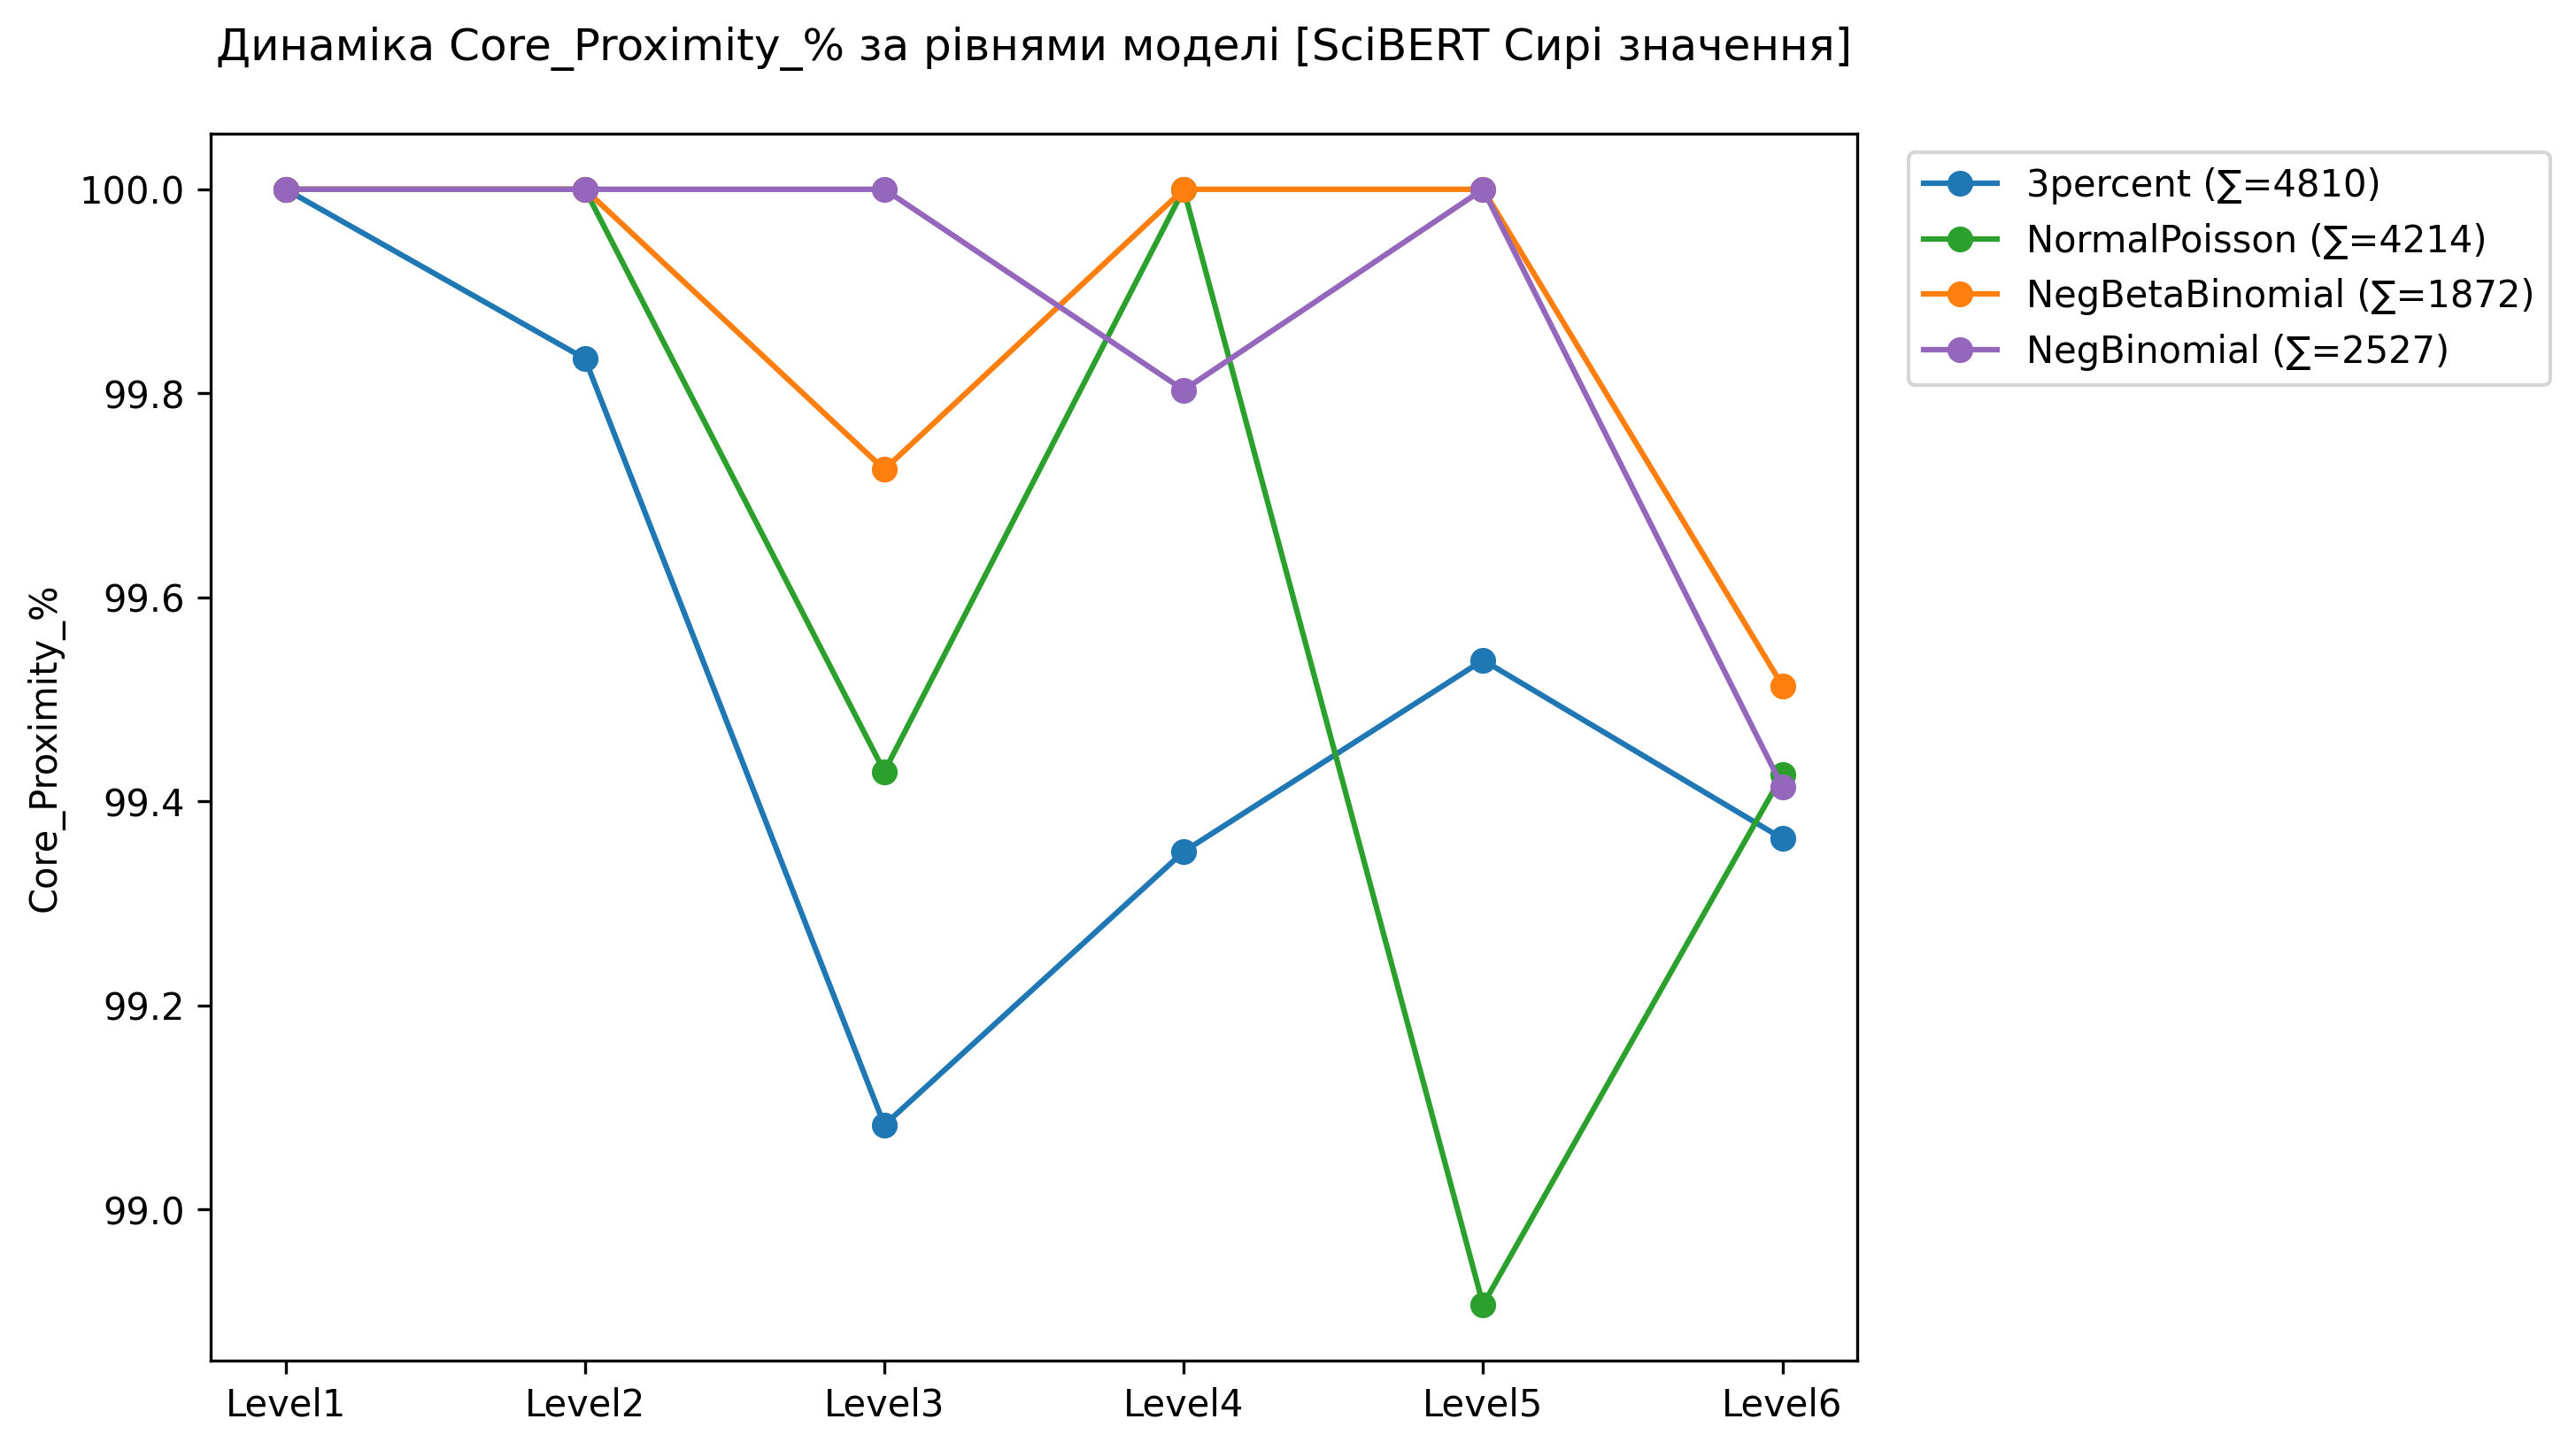 Динаміка Core_Proximity_% за рівнями моделі [SciBERT Сирі значення]
3percent (∑=4810)
NormalPoisson (∑=4214)
NegBetaBinomial (∑=1872)
NegBinomial (∑=2527)
Core_Proximity_%
100.0
99.8
99.6
99.4
99.2
99.0
Level1 Level2 Level3 Level4 Level5 Level6